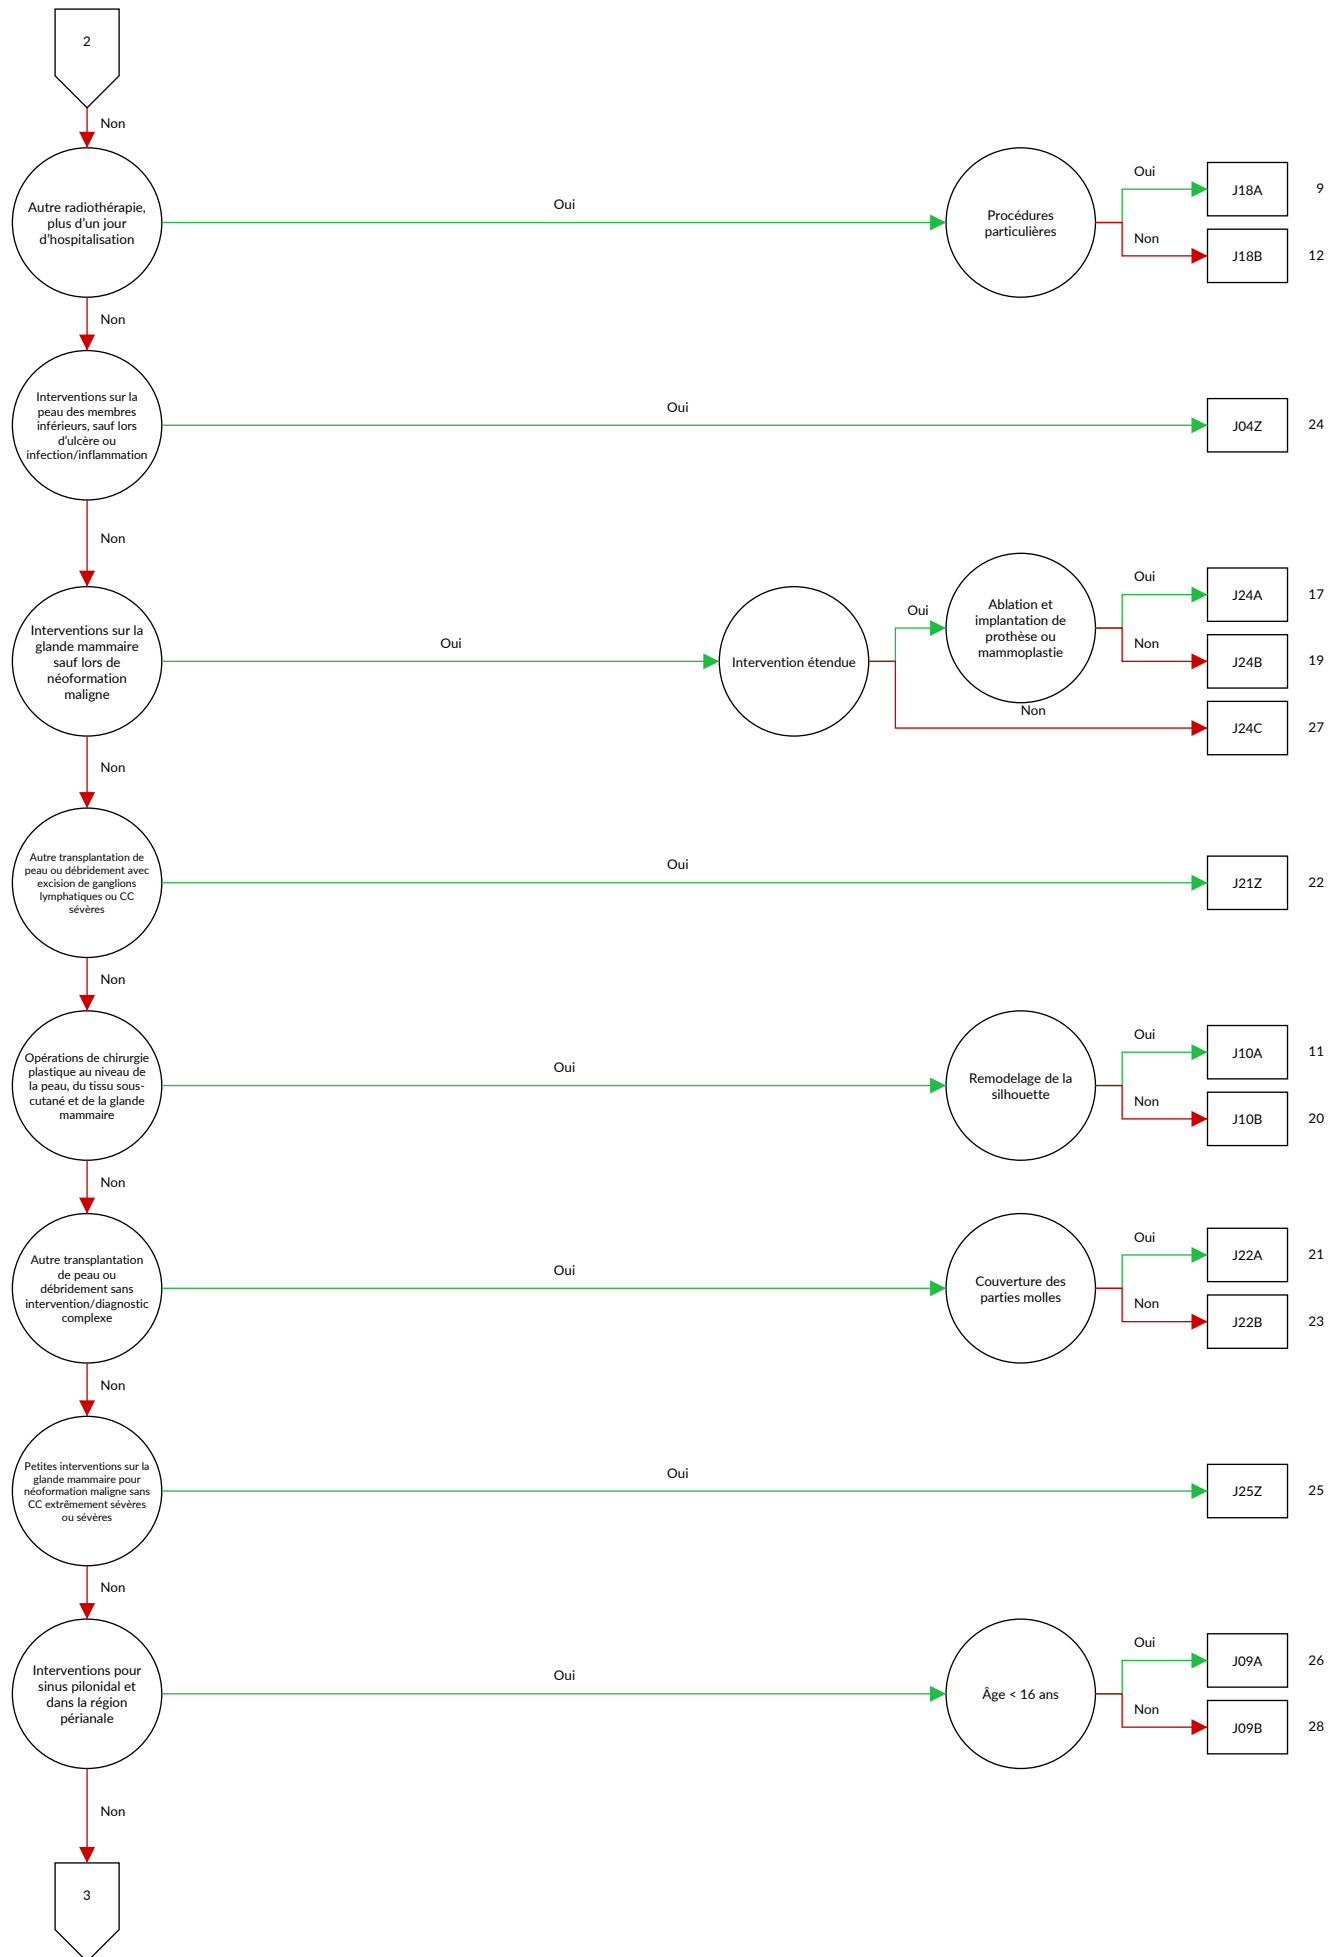 2
Non
Autre radiothérapie,
plus d'un jour
d'hospitalisation
Oui
Procédures
particulières
Oui
J18A
9
Non
J18B
12
Non
Interventions sur la
peau des membres
inférieurs, sauf lors
d'ulcère ou
infection/inflammation
Oui
J04Z
24
Non
Interventions sur la
glande mammaire
sauf lors de
néoformation
maligne
Oui
Intervention étendue
Oui
Ablation et
implantation de
prothèse ou
mammoplastie
Oui
J24A
17
Non
J24B
19
Non
J24C
27
Non
Autre transplantation de
peau ou débridement avec
excision de ganglions
lymphatiques ou CC
sévères
Oui
J21Z
22
Non
Opérations de chirurgie
plastique au niveau de
la peau, du tissu sous-
cutané et de la glande
mammaire
Oui
Remodelage de la
silhouette
Oui
J10A
11
Non
J10B
20
Non
Autre transplantation
de peau ou
débridement sans
intervention/diagnostic
complexe
Oui
Couverture des
parties molles
Oui
J22A
21
Non
J22B
23
Non
Petites interventions sur la
glande mammaire pour
néoformation maligne sans
CC extrêmement sévères
ou sévères
Oui
J25Z
25
Non
Interventions pour
sinus pilonidal et
dans la région
périanale
Oui
Âge < 16 ans
Oui
J09A
26
Non
J09B
28
Non
3